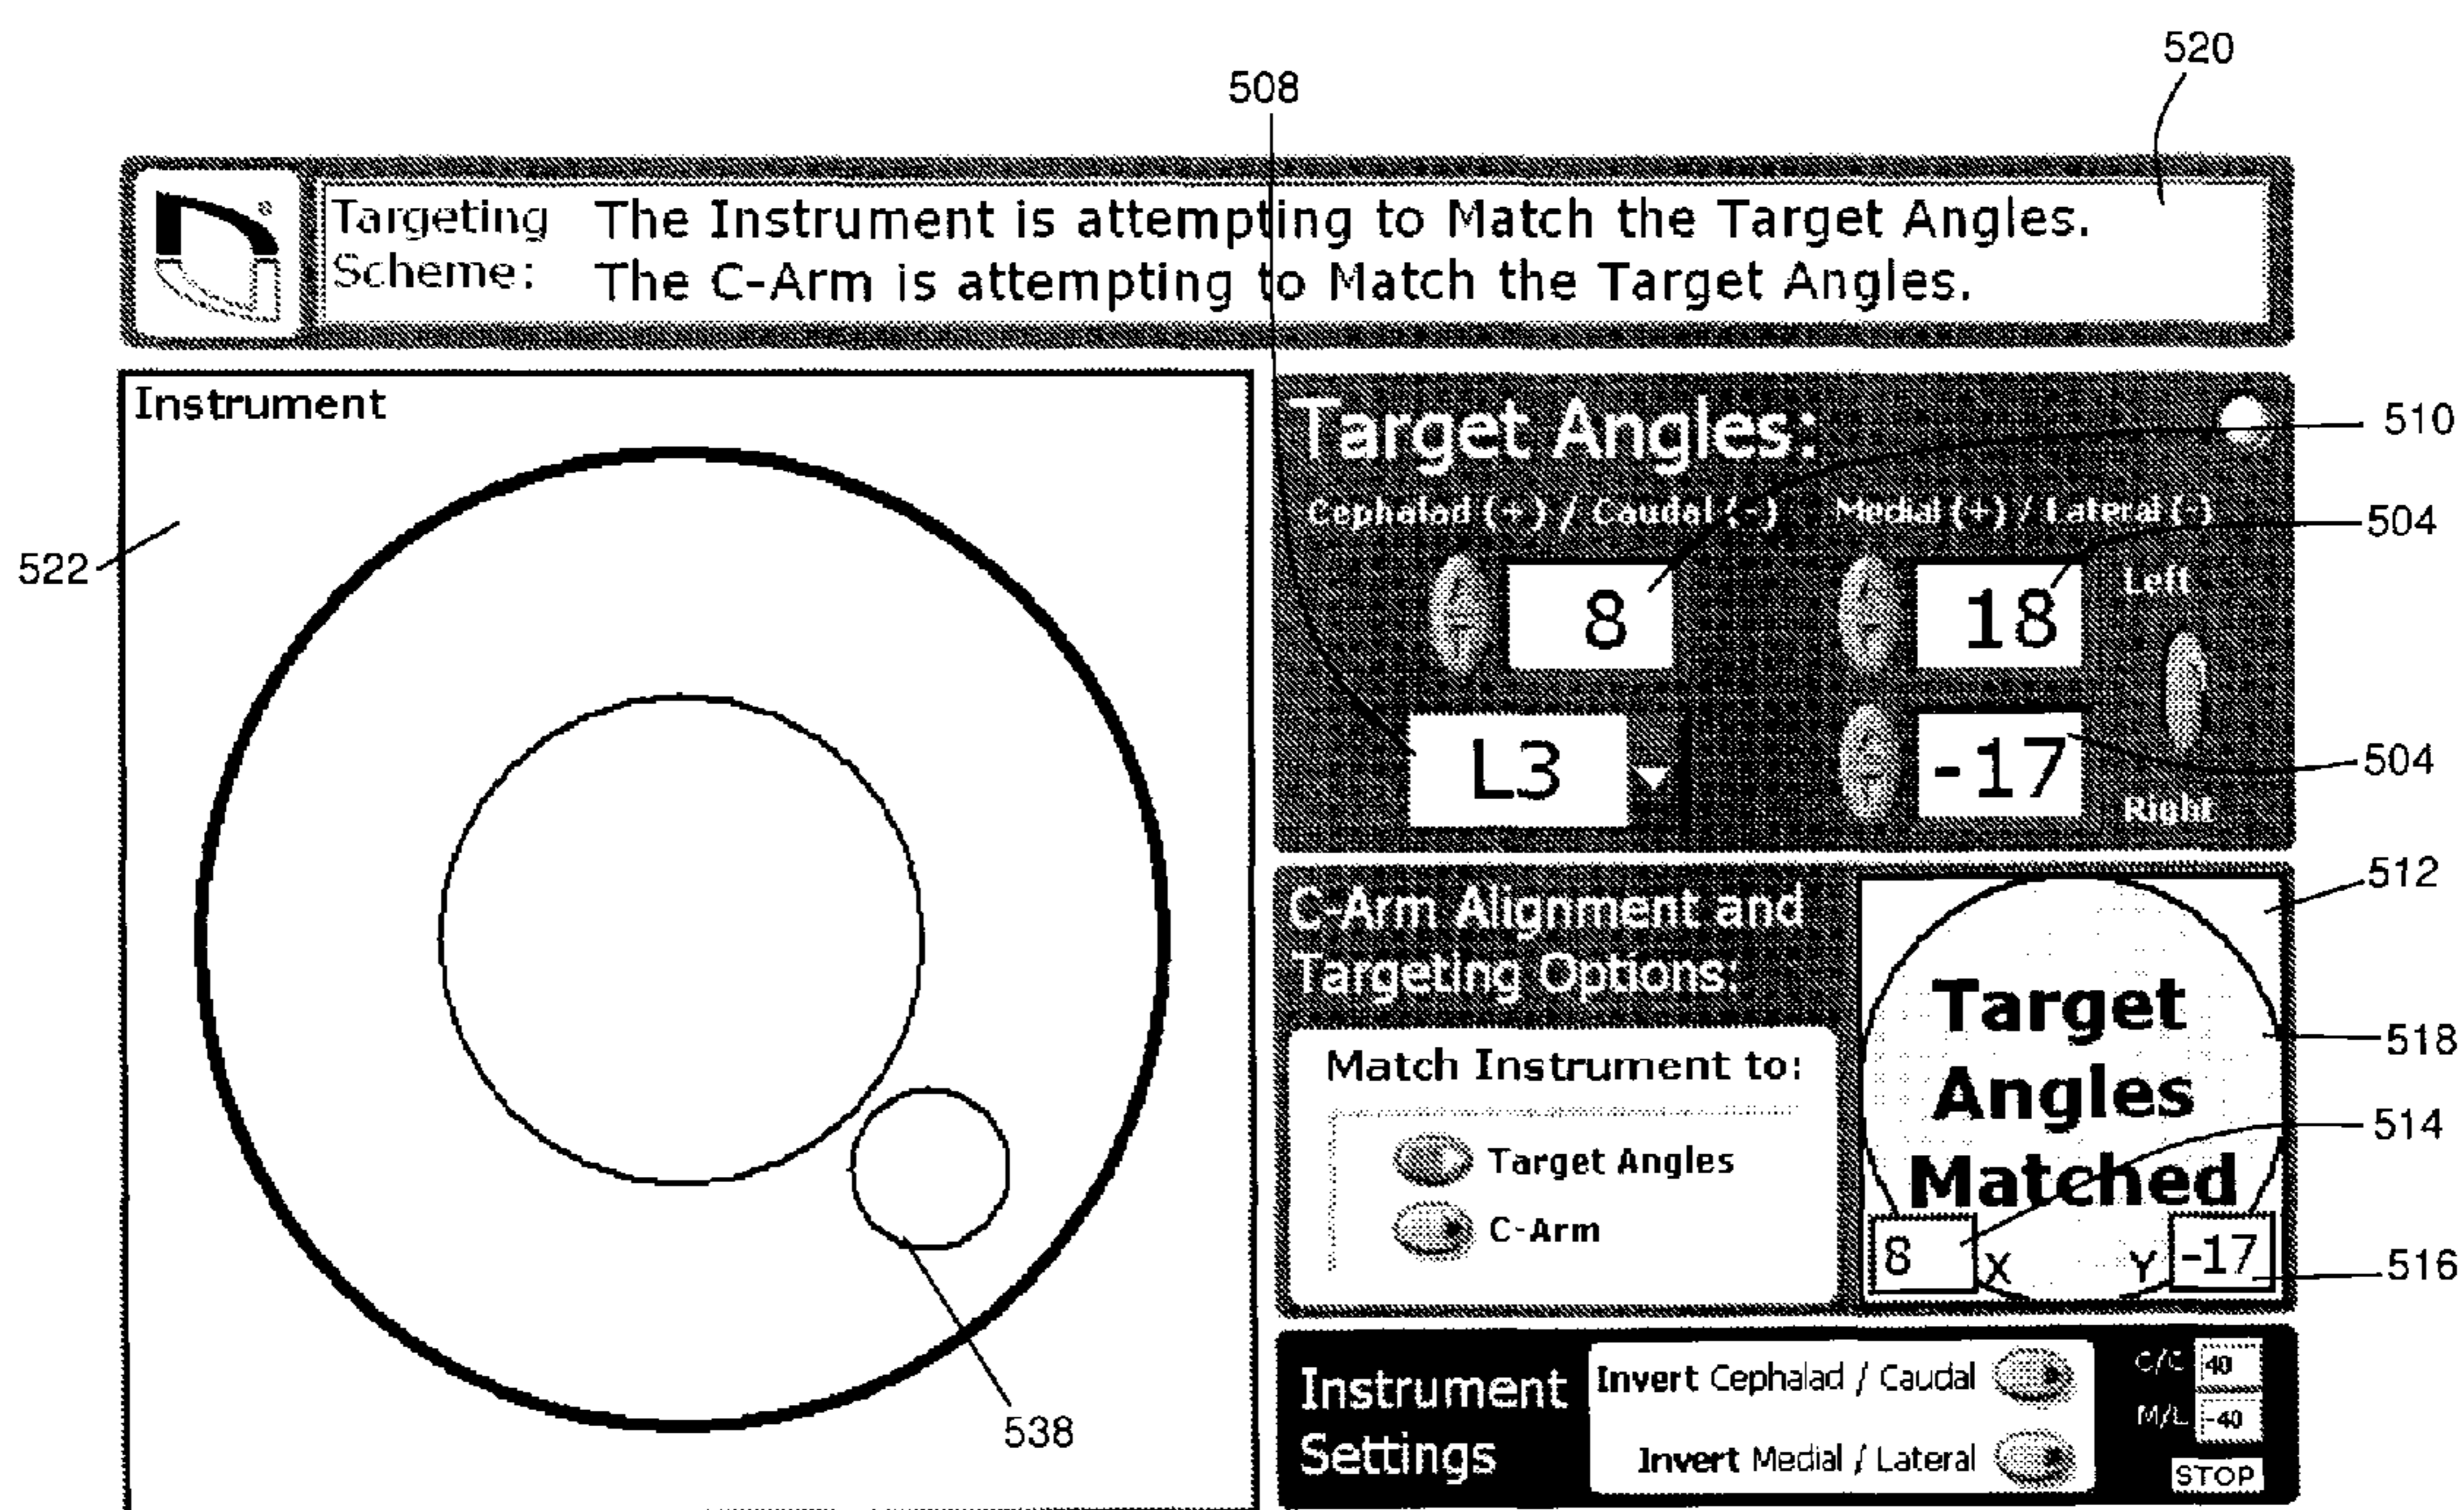 520
508
Targeting Scheme:
The Instrument is attempting to Match the Target Angles.
The C-Arm is attempting to Match the Target Angles.
®
Instrument
522
538
Target Angles:
510
Cephalad (+) / Caudal (-)
Medial (+) / Lateral (-)
504
8
18
Left
L3
-17
504
Right
C-Arm Alignment and
Targeting Options:
512
Match Instrument to:
Target Angles
C-Arm
Target
Angles
Matched
518
514
8
X
Y
-17
516
Instrument
Settings
Invert Cephalad / Caudal
Invert Medial / Lateral
C/C 40
M/L -40
STOP